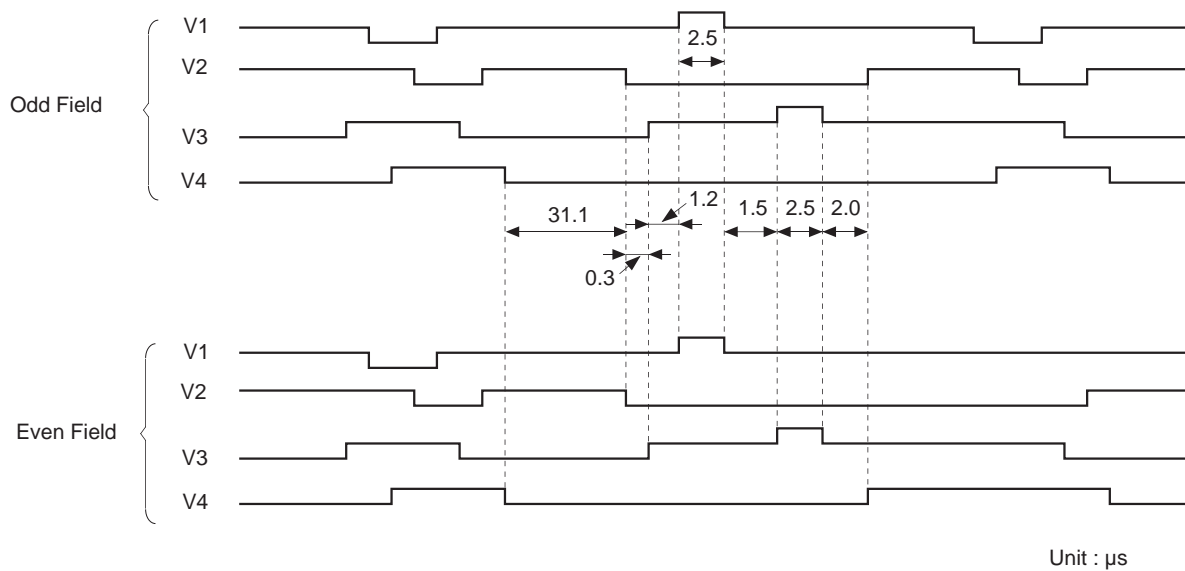 V1
2.5
V2
Odd Field
V3
V4
1.2
31.1
1.5
2.5
2.0
0.3
V1
V2
Even Field
V3
V4
Unit : µs